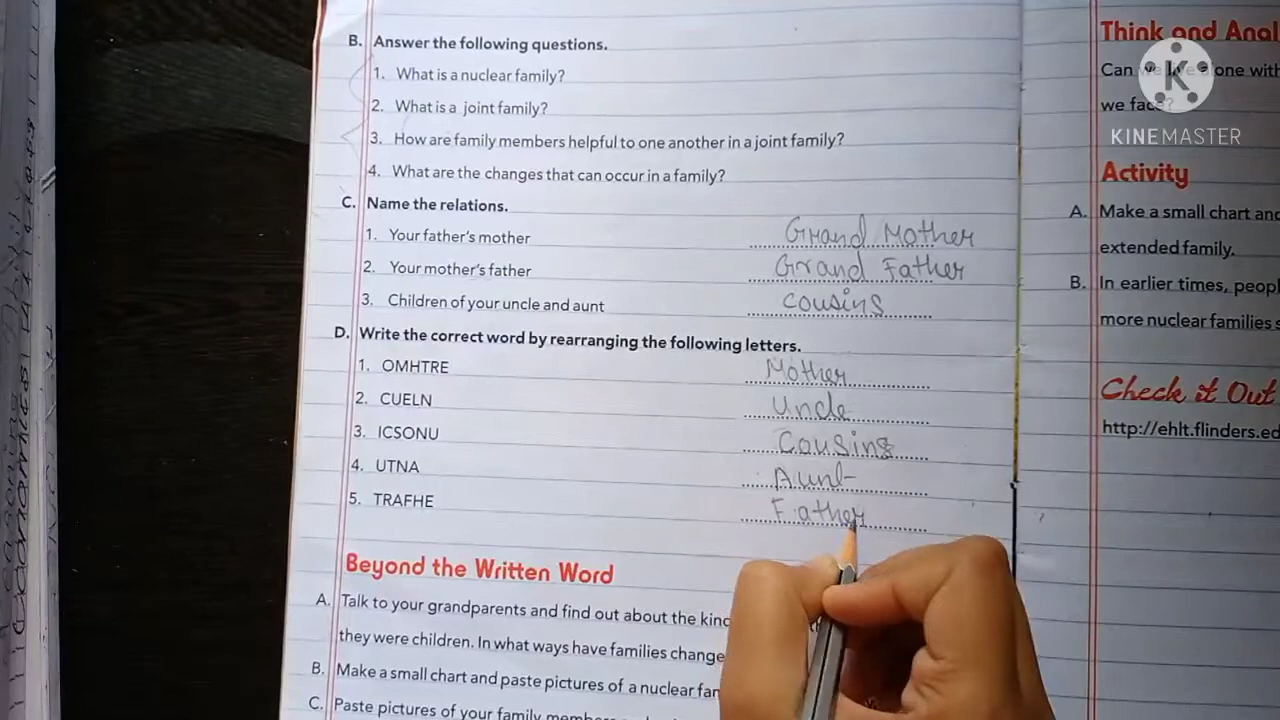 B. Answer the following questions.
1. What is a nuclear family?
2. What is a joint family?
3. How are family members helpful to one another in a joint family?
4. What are the changes that can occur in a family?
C. Name the relations.
1. Your father's mother Grand Mother
2. Your mother's father Grand Father
3. Children of your uncle and aunt cousins
D. Write the correct word by rearranging the following letters.
1. OMHTRE Mother
2. CUELN Uncle
3. ICSONU Cousins
4. UTNA Aunt
5. TRAFHE Father
Beyond the Written Word
A. Talk to your grandparents and find out about the kind
they were children. In what ways have families change
B. Make a small chart and paste pictures of a nuclear fam
C. Paste pictures of your family
Think and Anal
Can we live alone with
we face?
K
KINEMASTER
Activity
A. Make a small chart and
extended family.
B. In earlier times, peopl
more nuclear families s
Check it Out
http://ehlt.flinders.ed